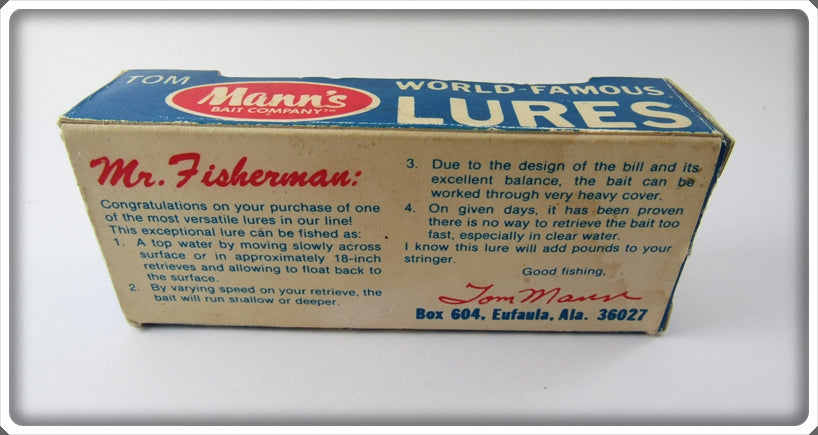 TOM
Mann's
BAIT COMPANY™
WORLD-FAMOUS
LURES
Mr. Fisherman:
Congratulations on your purchase of one
of the most versatile lures in our line!
This exceptional lure can be fished as:
1. A top water by moving slowly across
surface or in approximately 18-inch
retrieves and allowing to float back to
the surface.
2. By varying speed on your retrieve, the
bait will run shallow or deeper.
3. Due to the design of the bill and its
excellent balance, the bait can be
worked through very heavy cover.
4. On given days, it has been proven
there is no way to retrieve the bait too
fast, especially in clear water.
I know this lure will add pounds to your
stringer.
Good fishing,
Tom Mann
Box 604, Eufaula, Ala. 36027